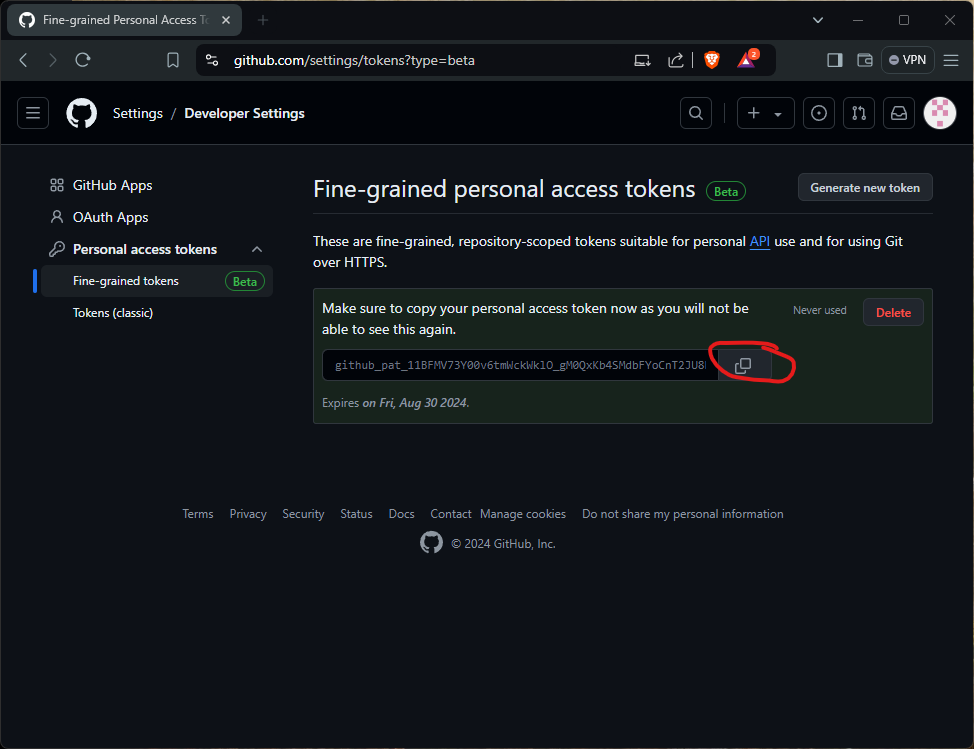 Fine-grained Personal Access
github.com/settings/tokens?type=beta
2
VPN
Settings / Developer Settings
GitHub Apps
OAuth Apps
Personal access tokens
Fine-grained tokens Beta
Tokens (classic)
Fine-grained personal access tokens Beta
Generate new token
These are fine-grained, repository-scoped tokens suitable for personal API use and for using Git
over HTTPS.
Make sure to copy your personal access token now as you will not be
able to see this again.
Never used
Delete
github_pat_11BFMV73Y00v6tmWckWklO_gM0QxKb4SMdbFYoCnT2JU8
Expires on Fri, Aug 30 2024.
Terms Privacy Security Status Docs Contact Manage cookies Do not share my personal information
© 2024 GitHub, Inc.